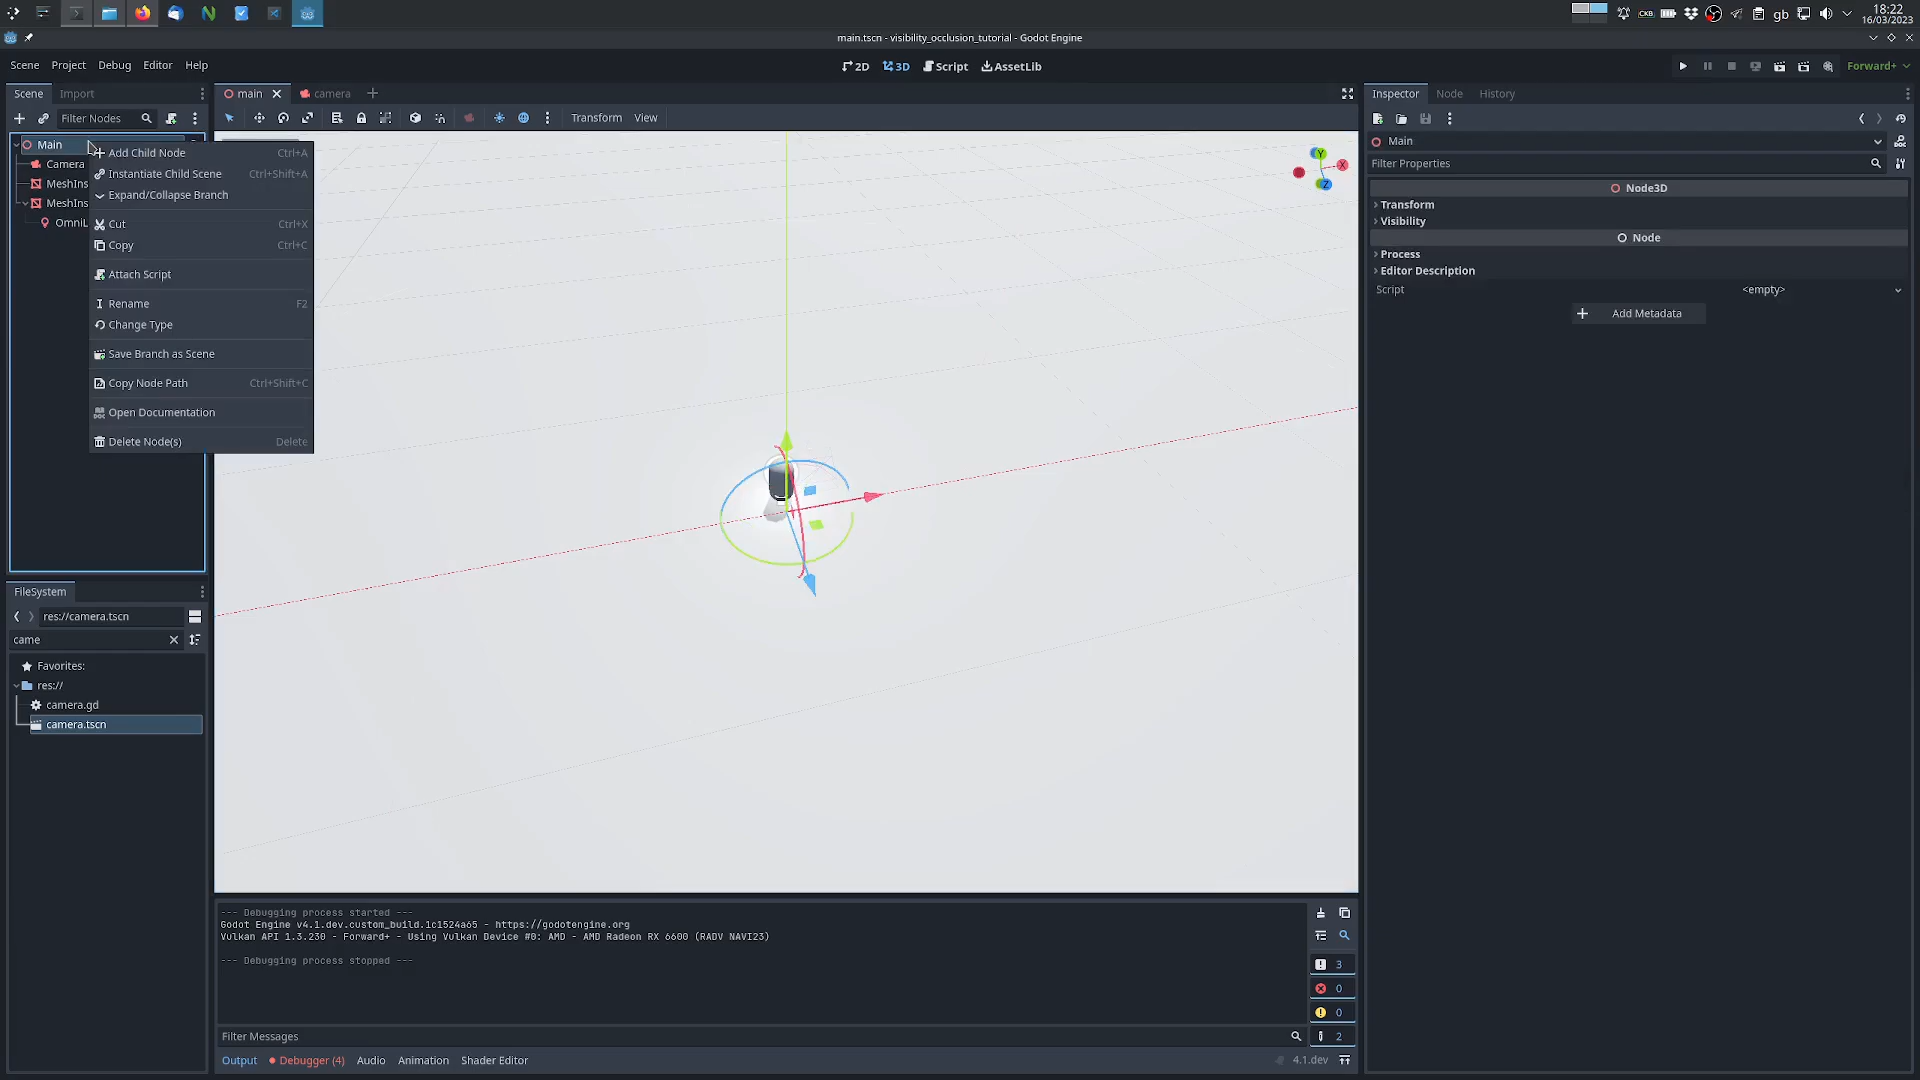 CKB
gb
18:22
16/03/2023
main.tscn - visibility_occlusion_tutorial - Godot Engine
Scene Project Debug Editor Help
2D 3D Script AssetLib
Forward+
Scene Import
main camera
Inspector Node History
Filter Nodes
Transform View
Main
Camera
MeshIns
MeshIns
OmniL
Add Child Node Ctrl+A
Instantiate Child Scene Ctrl+Shift+A
Expand/Collapse Branch
Cut Ctrl+X
Copy Ctrl+C
Attach Script
Rename F2
Change Type
Save Branch as Scene
Copy Node Path Ctrl+Shift+C
Open Documentation
Delete Node(s) Delete
Y
X
Z
Main
Filter Properties
Node3D
Transform
Visibility
Node
Process
Editor Description
Script <empty>
Add Metadata
FileSystem
res://camera.tscn
came
Favorites:
res://
camera.gd
camera.tscn
--- Debugging process started ---
Godot Engine v4.1.dev.custom_build.1c1524a65 - https://godotengine.org
Vulkan API 1.3.230 - Forward+ - Using Vulkan Device #0: AMD - AMD Radeon RX 6600 (RADV NAVI23)
--- Debugging process stopped ---
3
0
0
2
Filter Messages
Output Debugger (4) Audio Animation Shader Editor
4.1.dev